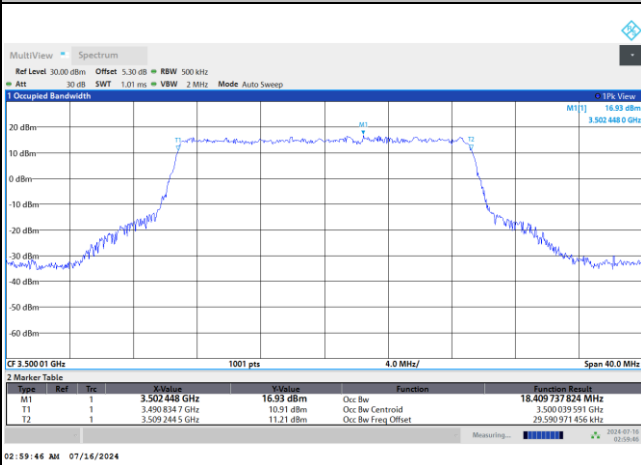 MultiView Spectrum
Ref Level 30.00 dBm Offset 5.30 dB RBW 500 kHz
Att 30 dB SWT 1.01 ms VBW 2 MHz Mode Auto Sweep
1 Occupied Bandwidth 1Pk View
M1[1] 16.93 dBm
3.502 448 0 GHz
M1
T1 T2
20 dBm
10 dBm
0 dBm
-10 dBm
-20 dBm
-30 dBm
-40 dBm
-50 dBm
-60 dBm
CF 3.500 01 GHz 1001 pts 4.0 MHz/ Span 40.0 MHz
2 Marker Table
Type Ref Trc X-Value Y-Value Function Function Result
M1 1 3.502 448 GHz 16.93 dBm Occ Bw 18.409 737 824 MHz
T1 1 3.490 834 7 GHz 10.91 dBm Occ Bw Centroid 3.500 039 591 GHz
T2 1 3.509 244 5 GHz 11.21 dBm Occ Bw Freq Offset 29.590 971 456 kHz
Measuring... 2024-07-16
02:59:46
02:59:46 AM 07/16/2024